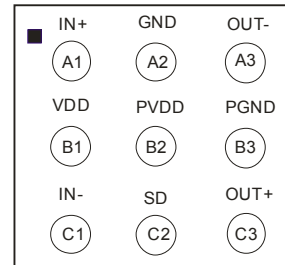 IN+ GND OUT-
A1 A2 A3
VDD PVDD PGND
B1 B2 B3
IN- SD OUT+
C1 C2 C3